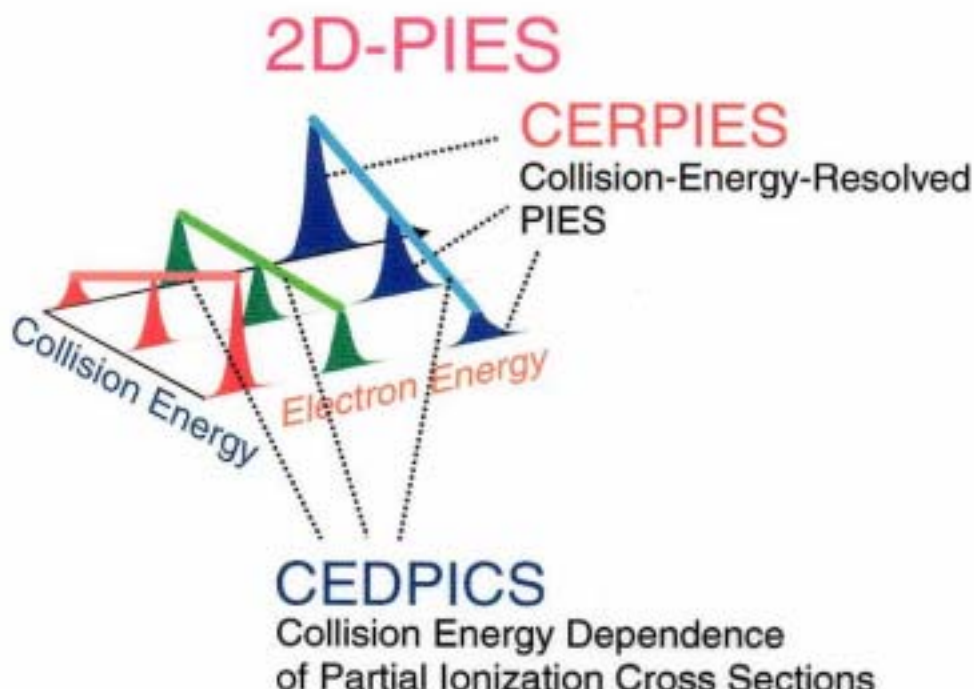 2D-PIES
CERPIES
Collision-Energy-Resolved
PIES
Collision Energy
Electron Energy
CEDPICS
Collision Energy Dependence
of Partial Ionization Cross Sections